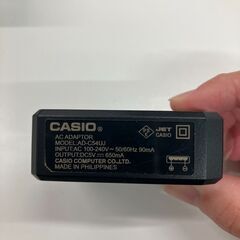 CASIO®
AC ADAPTOR
MODEL:AD-C54UJ
INPUT:AC 100-240V~50/60Hz 90mA
OUTPUT:DC5V ⎓ 650mA
CASIO COMPUTER CO.,LTD.
MADE IN PHILIPPINES
PS
E
JET
CASIO
⊕ ⊖